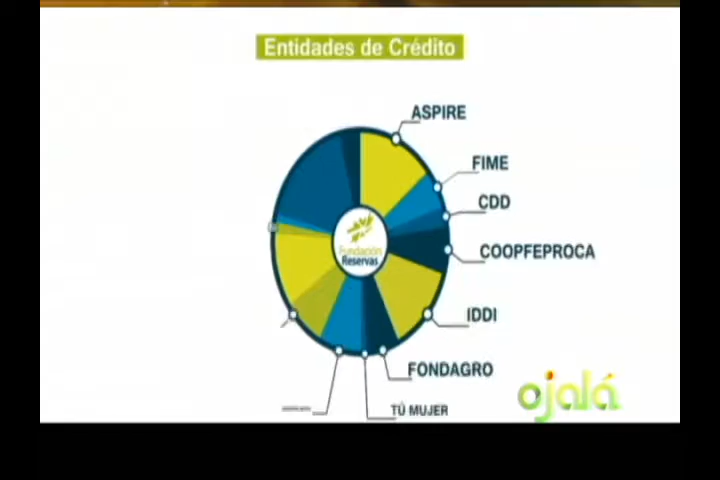 Entidades de Crédito
ASPIRE
FIME
CDD
COOPFEPROCA
IDDI
FONDAGRO
TÚ MUJER
Fundación
Reservas
ojalá